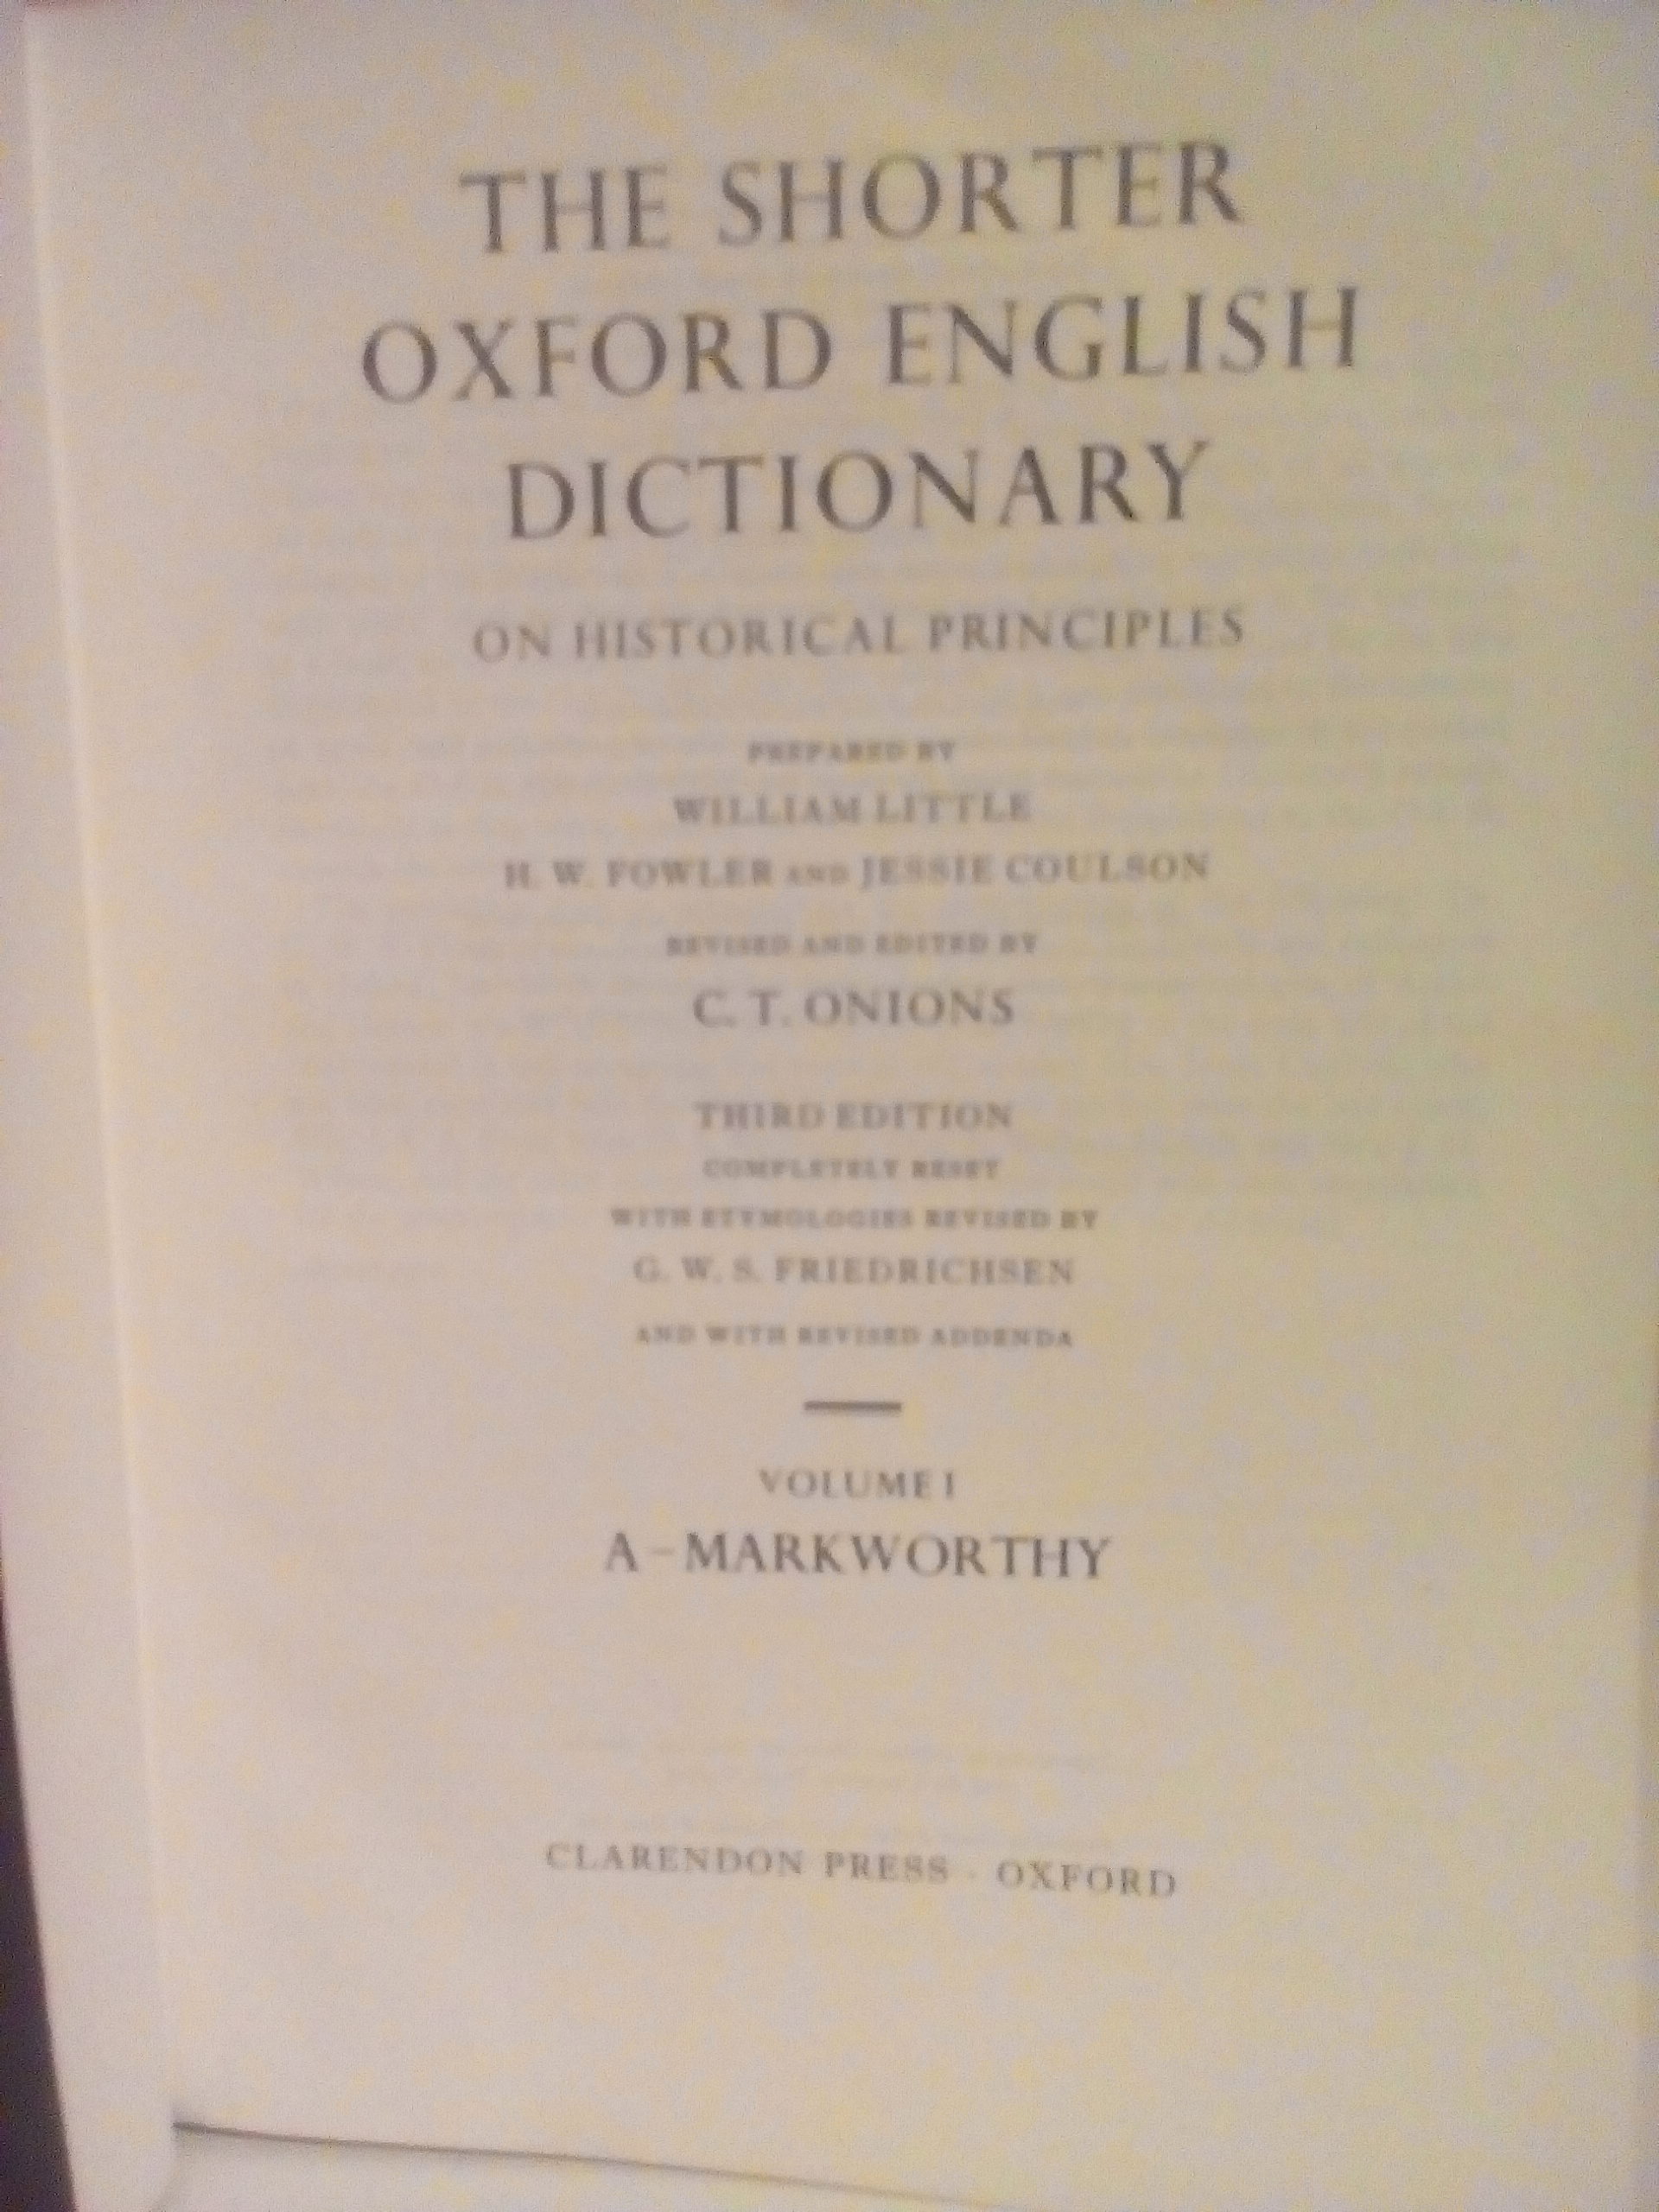 THE SHORTER
OXFORD ENGLISH
DICTIONARY
ON HISTORICAL PRINCIPLES
PREPARED BY
WILLIAM LITTLE
H. W. FOWLER AND JESSIE COULSON
REVISED AND EDITED BY
C. T. ONIONS
THIRD EDITION
COMPLETELY RESET
WITH ETYMOLOGIES REVISED BY
G. W. S. FRIEDRICHSEN
AND WITH REVISED ADDENDA
VOLUME I
A–MARKWORTHY
CLARENDON PRESS · OXFORD